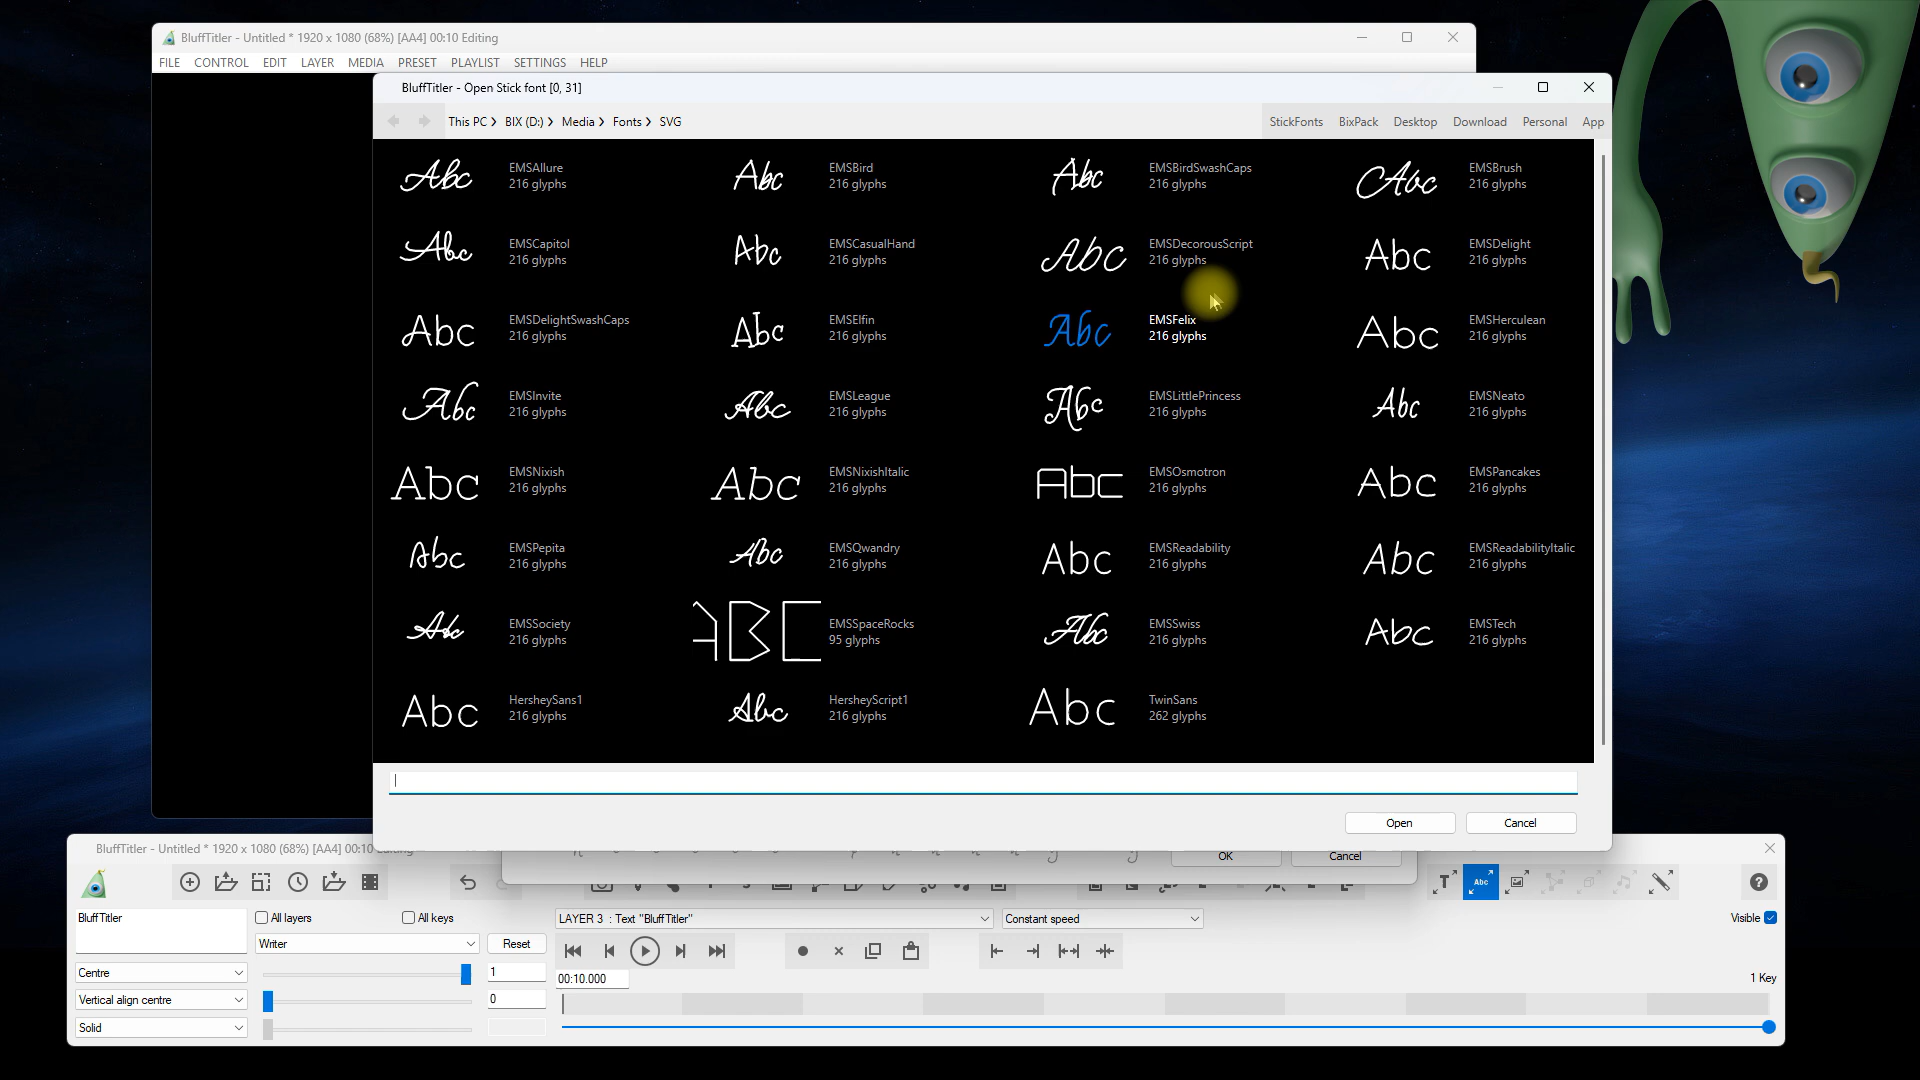 BluffTitler - Untitled * 1920 x 1080 (68%) [AA4] 00:10 Editing
FILE CONTROL EDIT LAYER MEDIA PRESET PLAYLIST SETTINGS HELP
BluffTitler - Open Stick font [0, 31]
This PC > BIX (D:) > Media > Fonts > SVG
StickFonts BixPack Desktop Download Personal App
Abc EMSAllure 216 glyphs
Abc EMSBird 216 glyphs
Abc EMSBirdSwashCaps 216 glyphs
Abc EMSBrush 216 glyphs
Abc EMSCapitol 216 glyphs
Abc EMSCasualHand 216 glyphs
Abc EMSDecorousScript 216 glyphs
Abc EMSDelight 216 glyphs
Abc EMSDelightSwashCaps 216 glyphs
Abc EMSElfin 216 glyphs
Abc EMSFelix 216 glyphs
Abc EMSHerculean 216 glyphs
Abc EMSInvite 216 glyphs
Abc EMSLeague 216 glyphs
Abc EMSLittlePrincess 216 glyphs
Abc EMSNeato 216 glyphs
Abc EMSNixish 216 glyphs
Abc EMSNixishItalic 216 glyphs
Abc EMSOsmotron 216 glyphs
Abc EMSPancakes 216 glyphs
Abc EMSPepita 216 glyphs
Abc EMSQwandry 216 glyphs
Abc EMSReadability 216 glyphs
Abc EMSReadabilityItalic 216 glyphs
Abc EMSSociety 216 glyphs
ABC EMSSpaceRocks 95 glyphs
Abc EMSSwiss 216 glyphs
Abc EMSTech 216 glyphs
Abc HersheySans1 216 glyphs
Abc HersheyScript1 216 glyphs
Abc TwinSans 262 glyphs
Open Cancel
BluffTitler - Untitled * 1920 x 1080 (68%) [AA4] 00:10
OK Cancel
T Abc ?
BluffTitler
All layers All keys
LAYER 3 : Text "BluffTitler" Constant speed
Visible
Writer Reset
Centre 1
00:10.000
1 Key
Vertical align centre 0
Solid